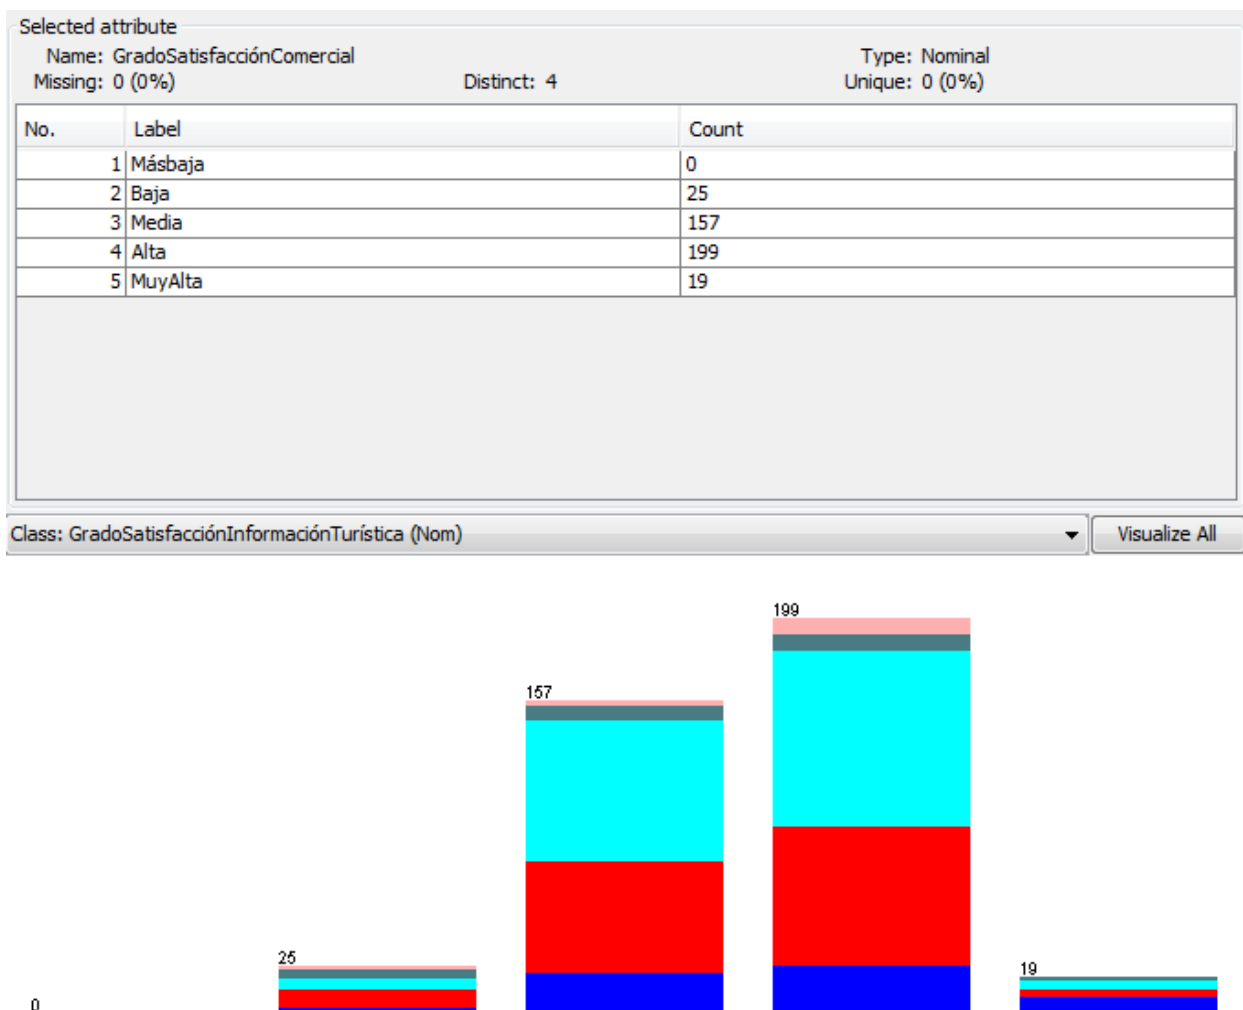 Selected attribute
Name: GradoSatisfacciónComercial Type: Nominal
Missing: 0 (0%) Distinct: 4 Unique: 0 (0%)
No. Label Count
1 Másbaja 0
2 Baja 25
3 Media 157
4 Alta 199
5 MuyAlta 19
Class: GradoSatisfacciónInformaciónTurística (Nom) Visualize All
199
157
25
19
0